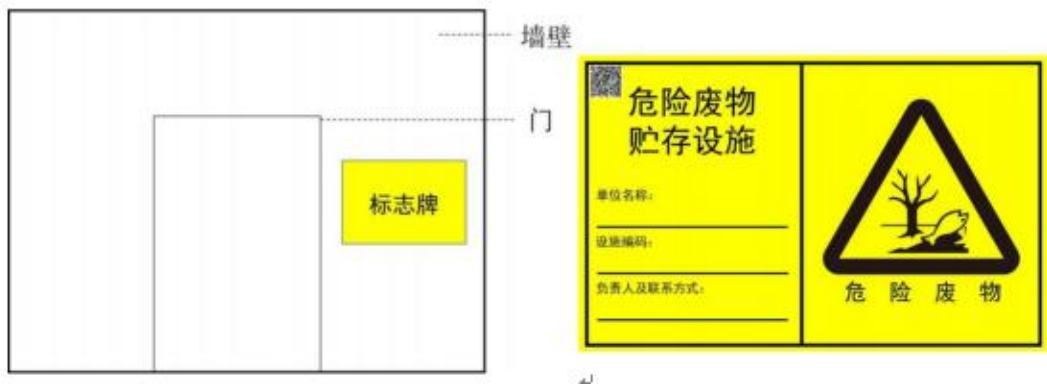 墙壁
门
标志牌
危险废物
贮存设施
单位名称：
设施编码：
负责人及联系方式：
危险废物